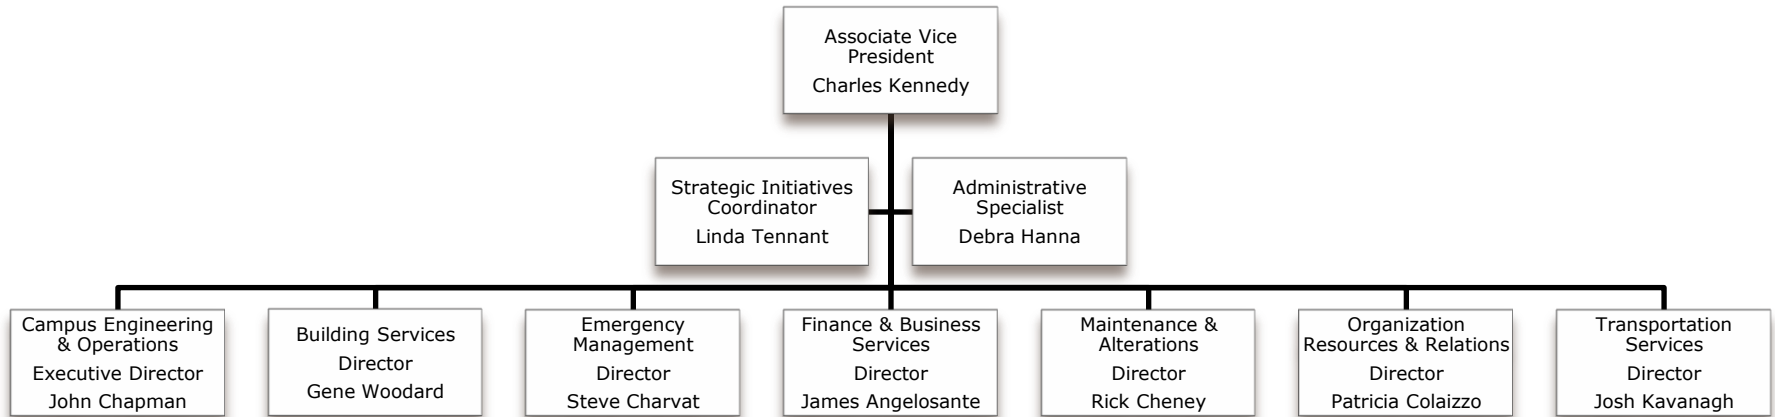 Associate Vice
President
Charles Kennedy
Strategic Initiatives
Coordinator
Linda Tennant
Administrative
Specialist
Debra Hanna
Campus Engineering
& Operations
Executive Director
John Chapman
Building Services
Director
Gene Woodard
Emergency
Management
Director
Steve Charvat
Finance & Business
Services
Director
James Angelosante
Maintenance &
Alterations
Director
Rick Cheney
Organization
Resources & Relations
Director
Patricia Colaizzo
Transportation
Services
Director
Josh Kavanagh